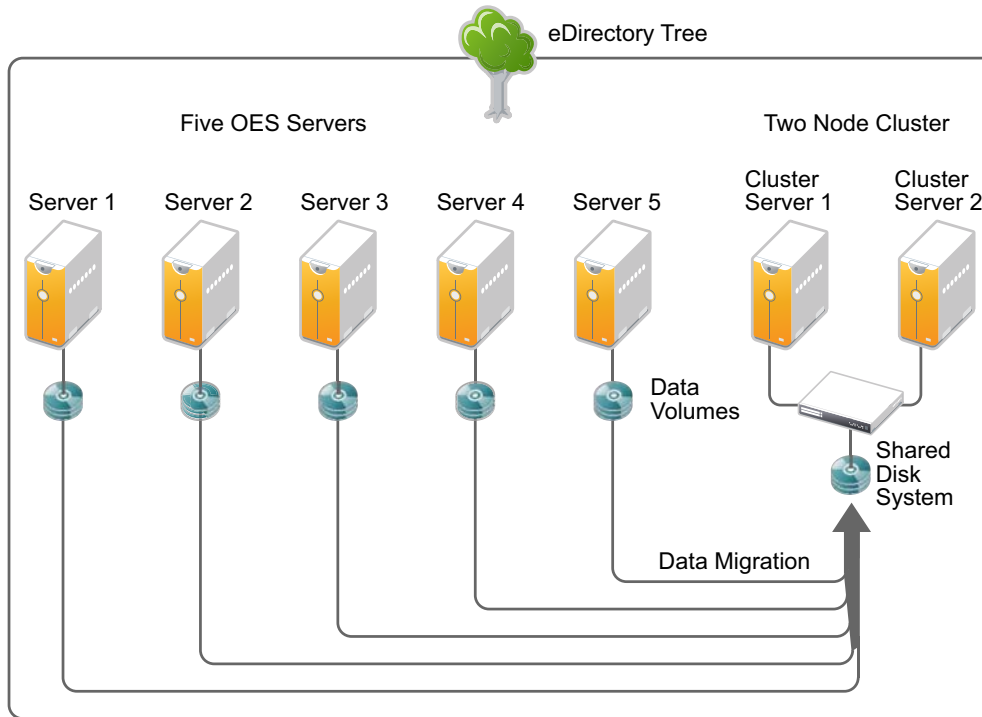 eDirectory Tree
Five OES Servers
Two Node Cluster
Server 1
Server 2
Server 3
Server 4
Server 5
Cluster
Server 1
Cluster
Server 2
Data
Volumes
Shared
Disk
System
Data Migration